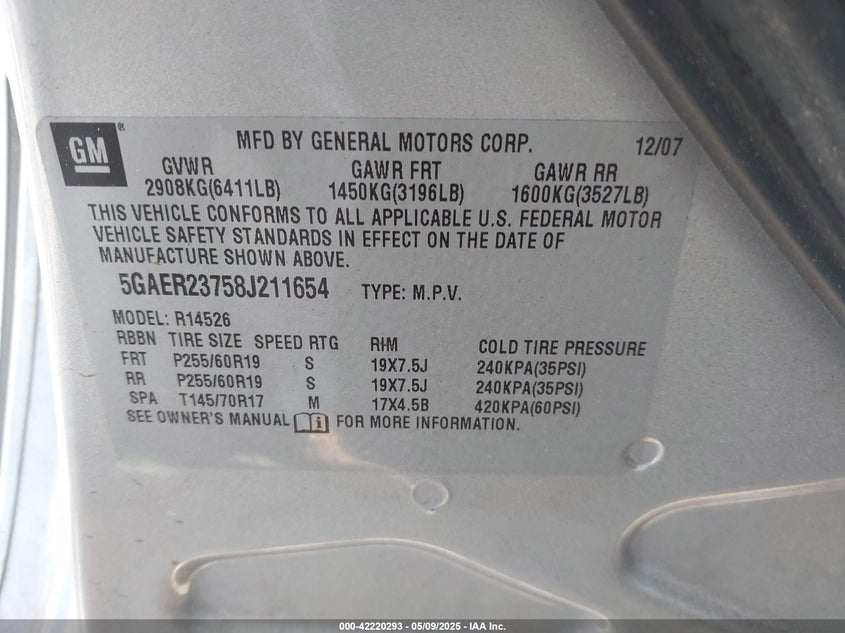 GM
MFD BY GENERAL MOTORS CORP. 12/07
GVWR GAWR FRT GAWR RR
2908KG(6411LB) 1450KG(3196LB) 1600KG(3527LB)
THIS VEHICLE CONFORMS TO ALL APPLICABLE U.S. FEDERAL MOTOR
VEHICLE SAFETY STANDARDS IN EFFECT ON THE DATE OF
MANUFACTURE SHOWN ABOVE.
5GAER23758J211654 TYPE: M.P.V.
MODEL: R14526
RBBN TIRE SIZE SPEED RTG RIM COLD TIRE PRESSURE
FRT P255/60R19 S 19X7.5J 240KPA(35PSI)
RR P255/60R19 S 19X7.5J 240KPA(35PSI)
SPA T145/70R17 M 17X4.5B 420KPA(60PSI)
SEE OWNER'S MANUAL i FOR MORE INFORMATION.
000-42220293 - 05/09/2025 - IAA Inc.